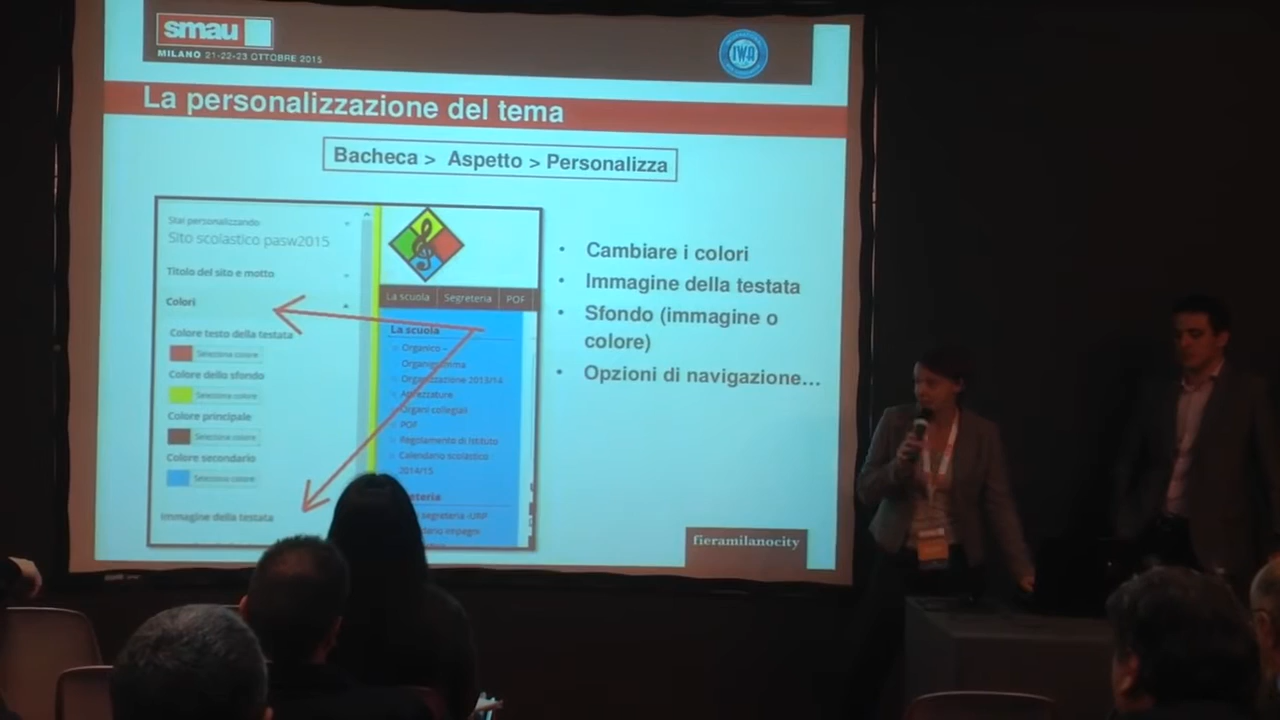 smau
MILANO 21-22-23 OTTOBRE 2015
IWA
La personalizzazione del tema
Bacheca > Aspetto > Personalizza
Stai personalizzando
Sito scolastico pasw2015
Titolo del sito e motto
Colori
Colore testo della testata
Seleziona colore
Colore dello sfondo
Seleziona colore
Colore principale
Seleziona colore
Colore secondario
Seleziona colore
Immagine della testata
La scuola
Segreteria
POF
La scuola
Organico -
Organigramma
Organizzazione 2013/14
Attrezzature
Organi collegiali
POF
Regolamento di Istituto
Calendario scolastico
2014/15
segreteria -URP
• Cambiare i colori
• Immagine della testata
• Sfondo (immagine o
colore)
• Opzioni di navigazione…
fieramilanocity